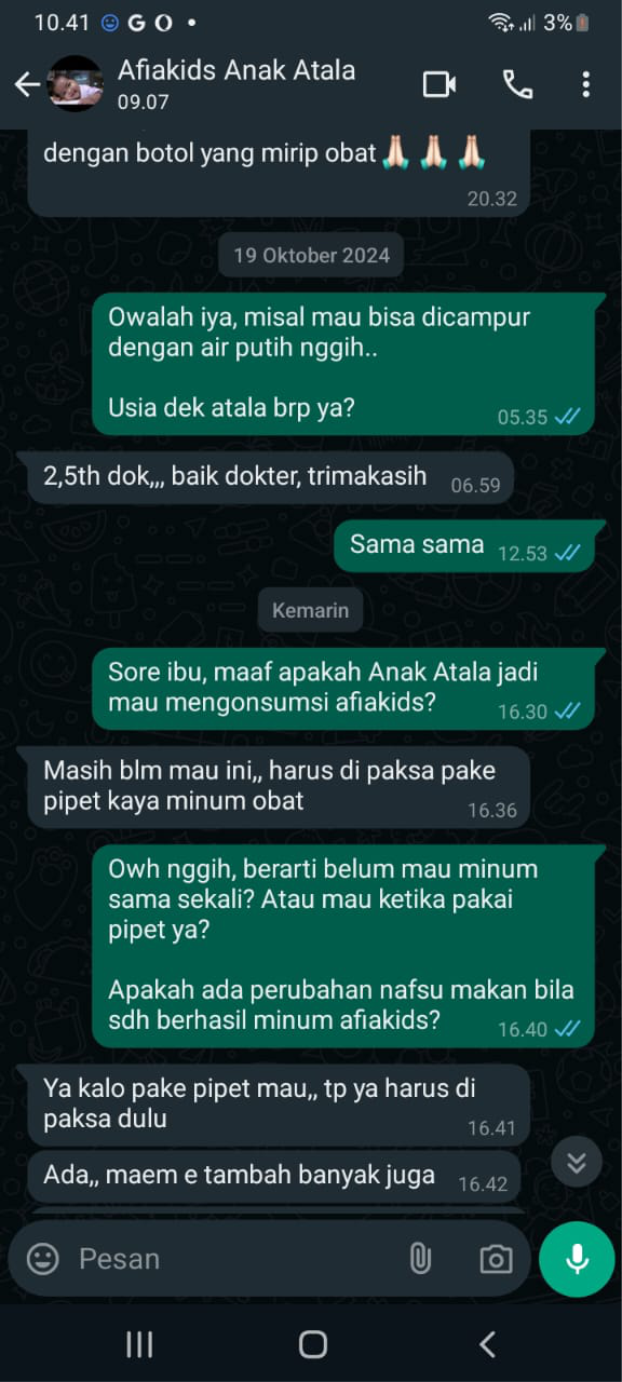 10.41 G O • 3%
Afiakids Anak Atala
09.07
dengan botol yang mirip obat 🙏🏻 🙏🏻 🙏🏻
20.32
19 Oktober 2024
Owalah iya, misal mau bisa dicampur
dengan air putih nggih..
Usia dek atala brp ya?
05.35
2,5th dok,,, baik dokter, trimakasih 06.59
Sama sama 12.53
Kemarin
Sore ibu, maaf apakah Anak Atala jadi
mau mengonsumsi afiakids?
16.30
Masih blm mau ini,, harus di paksa pake
pipet kaya minum obat
16.36
Owh nggih, berarti belum mau minum
sama sekali? Atau mau ketika pakai
pipet ya?
Apakah ada perubahan nafsu makan bila
sdh berhasil minum afiakids?
16.40
Ya kalo pake pipet mau,, tp ya harus di
paksa dulu
16.41
Ada,, maem e tambah banyak juga 16.42
Pesan